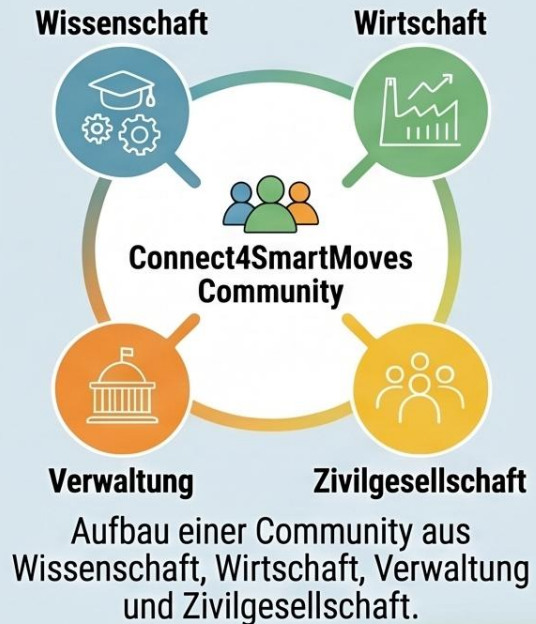 Wissenschaft
Wirtschaft
Connect4SmartMoves
Community
Verwaltung
Zivilgesellschaft
Aufbau einer Community aus
Wissenschaft, Wirtschaft, Verwaltung
und Zivilgesellschaft.